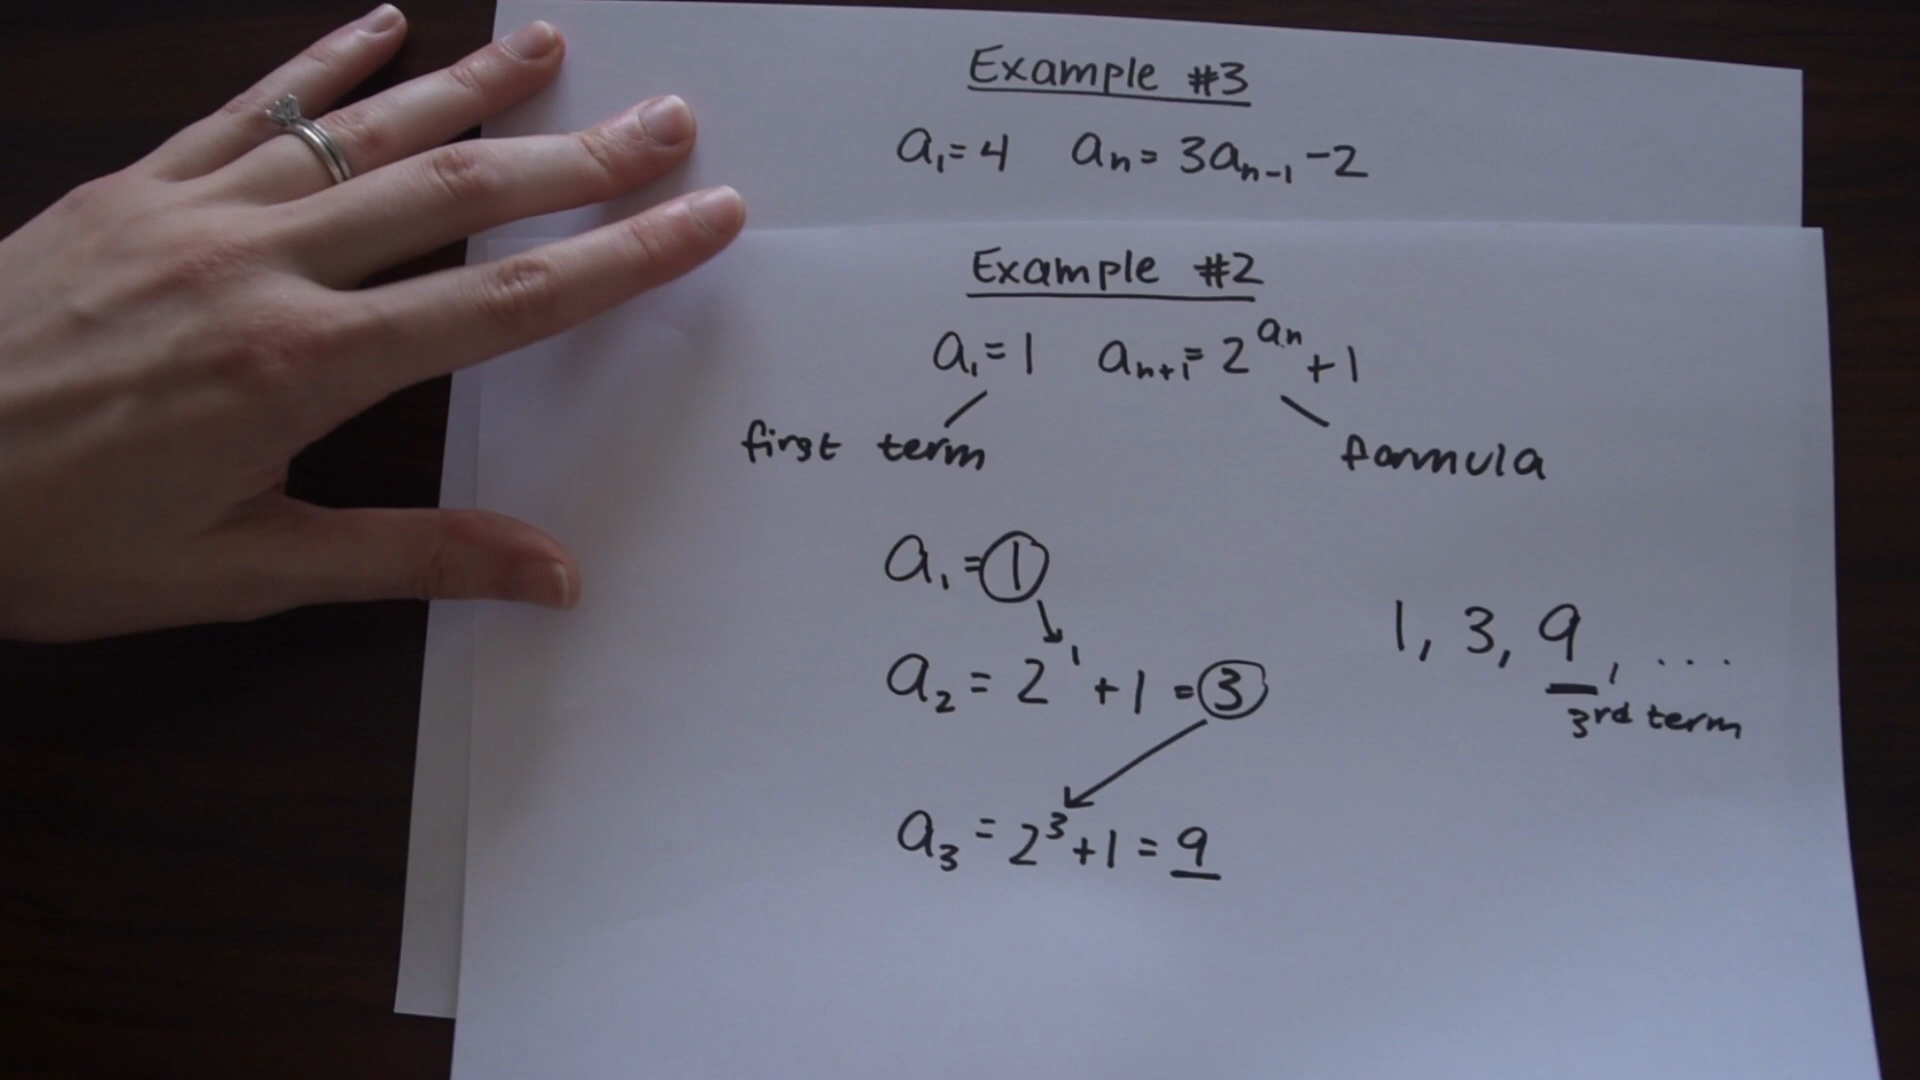 Example #3
a₁=4 aₙ= 3aₙ₋₁ -2
Example #2
a₁=1 aₙ₊₁= 2^aₙ +1
first term formula
a₁ = 1
a₂ = 2¹ +1 = 3
1, 3, 9, ...
3rd term
a₃ = 2³+1 = 9